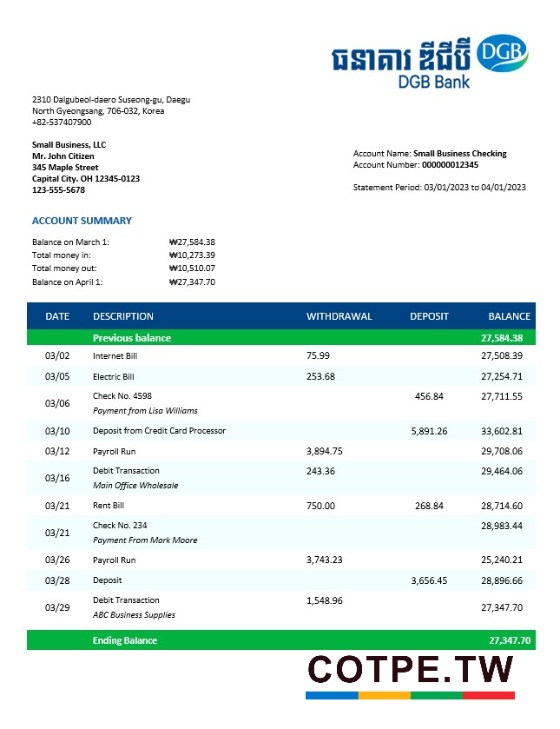 ធនាគារ ឌីជីប៊ី DGB
DGB Bank
2310 Dalgubeol-daero Suseong-gu, Daegu
North Gyeongsang, 706-032, Korea
+82-537407900
Small Business, LLC
Mr. John Citizen
345 Maple Street
Capital City. OH 12345-0123
123-555-5678
Account Name: Small Business Checking
Account Number: 000000012345
Statement Period: 03/01/2023 to 04/01/2023
ACCOUNT SUMMARY
Balance on March 1: ₩27,584.38
Total money in: ₩10,273.39
Total money out: ₩10,510.07
Balance on April 1: ₩27,347.70
DATE DESCRIPTION WITHDRAWAL DEPOSIT BALANCE
Previous balance 27,584.38
03/02 Internet Bill 75.99 27,508.39
03/05 Electric Bill 253.68 27,254.71
03/06 Check No. 4598 456.84 27,711.55
Payment from Lisa Williams
03/10 Deposit from Credit Card Processor 5,891.26 33,602.81
03/12 Payroll Run 3,894.75 29,708.06
03/16 Debit Transaction 243.36 29,464.06
Main Office Wholesale
03/21 Rent Bill 750.00 268.84 28,714.60
03/21 Check No. 234 28,983.44
Payment From Mark Moore
03/26 Payroll Run 3,743.23 25,240.21
03/28 Deposit 3,656.45 28,896.66
03/29 Debit Transaction 1,548.96 27,347.70
ABC Business Supplies
Ending Balance 27,347.70
COTPE.TW